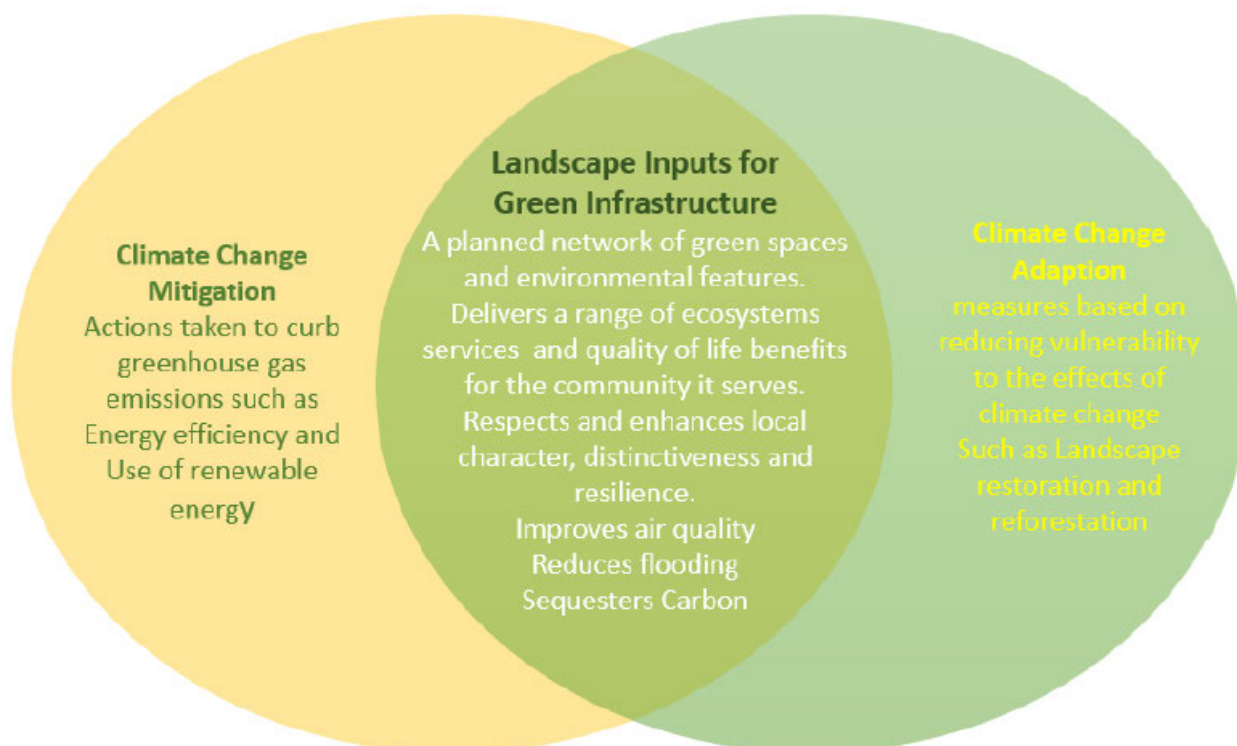 Climate Change
Mitigation
Actions taken to curb
greenhouse gas
emissions such as
Energy efficiency and
Use of renewable
energy
Landscape Inputs for
Green Infrastructure
A planned network of green spaces
and environmental features.
Delivers a range of ecosystems
services and quality of life benefits
for the community it serves.
Respects and enhances local
character, distinctiveness and
resilience.
Improves air quality
Reduces flooding
Sequesters Carbon
Climate Change
Adaption
measures based on
reducing vulnerability
to the effects of
climate change
Such as Landscape
restoration and
reforestation